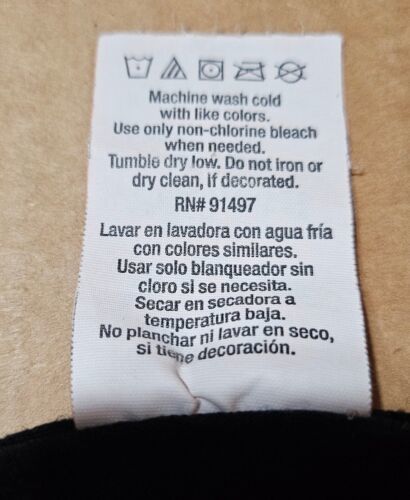 Machine wash cold
with like colors.
Use only non-chlorine bleach
when needed.
Tumble dry low. Do not iron or
dry clean, if decorated.
RN# 91497
Lavar en lavadora con agua fría
con colores similares.
Usar solo blanqueador sin
cloro si se necesita.
Secar en secadora a
temperatura baja.
No planchar ni lavar en seco,
si tiene decoración.